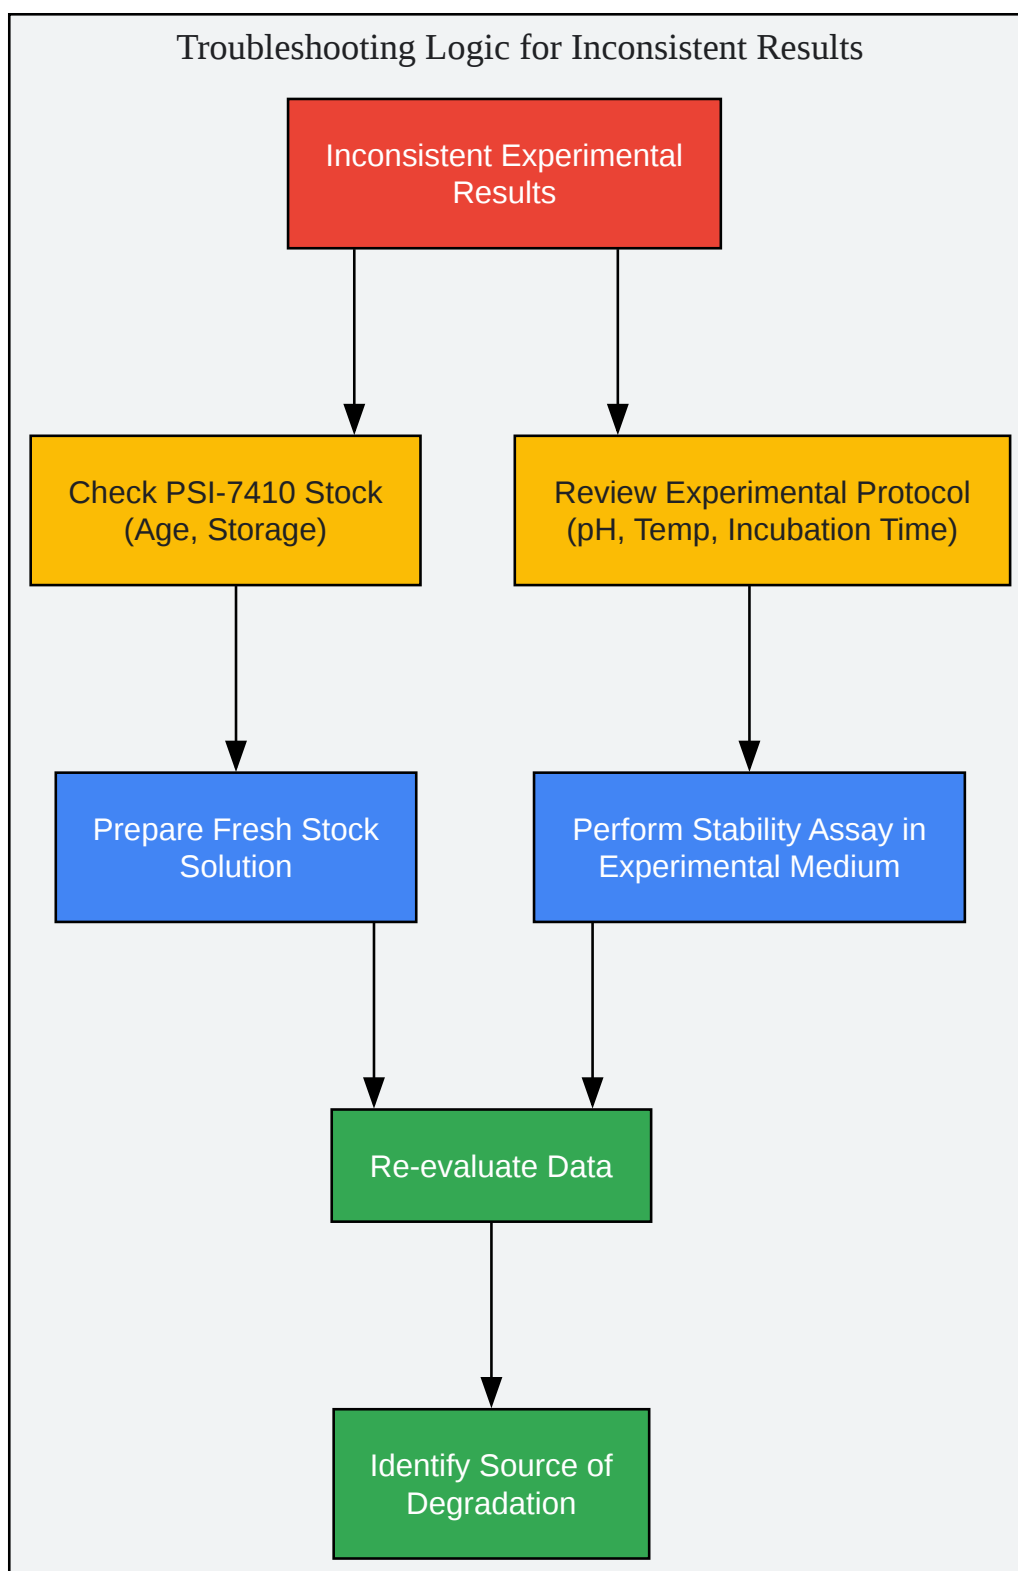 Troubleshooting Logic for Inconsistent Results
Inconsistent Experimental
Results
Check PSI-7410 Stock
(Age, Storage)
Review Experimental Protocol
(pH, Temp, Incubation Time)
Prepare Fresh Stock
Solution
Perform Stability Assay in
Experimental Medium
Re-evaluate Data
Identify Source of
Degradation